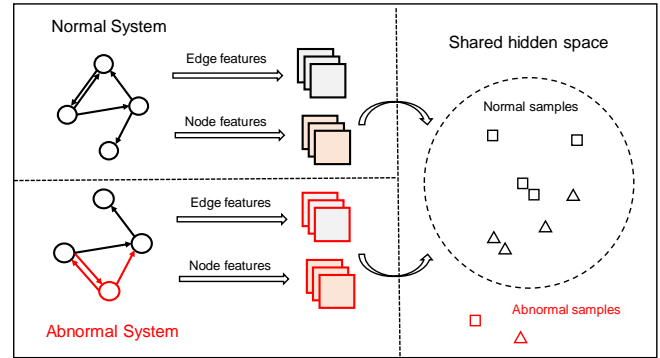 Normal System
Edge features
Node features
Edge features
Node features
Abnormal System
Shared hidden space
Normal samples
Abnormal samples